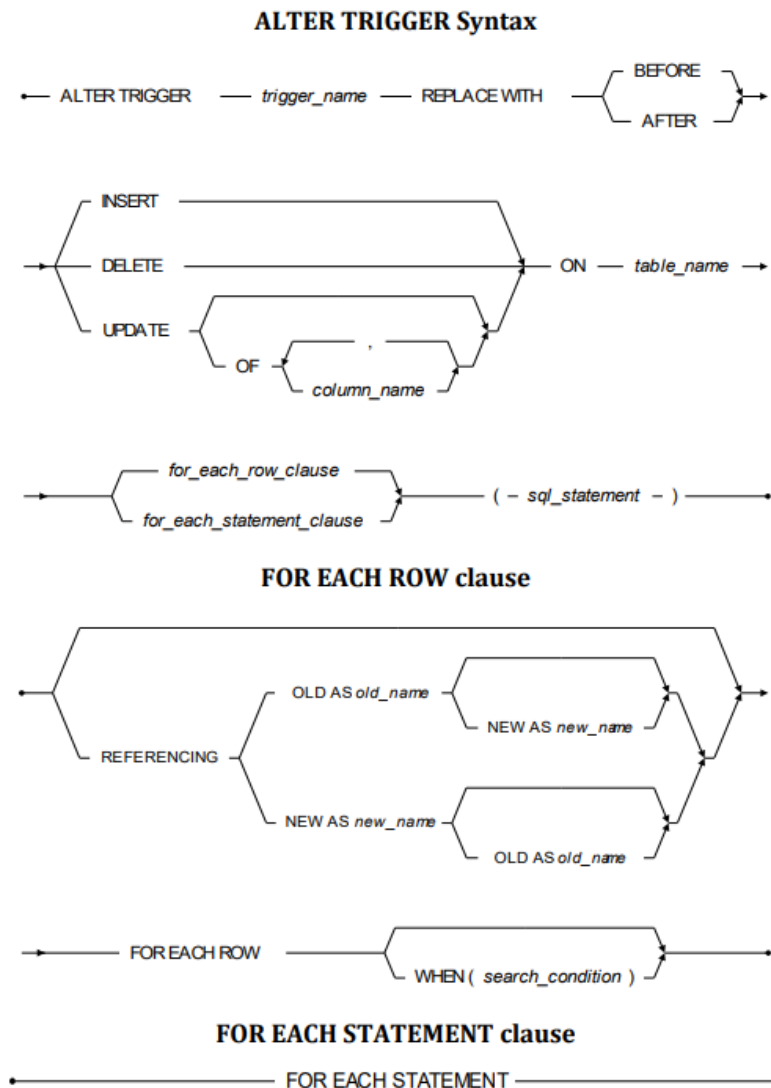 ALTER TRIGGER Syntax
BEFORE
ALTER TRIGGER trigger_name REPLACE WITH
AFTER
INSERT
DELETE ON table_name
UPDATE
,
OF
column_name
for_each_row_clause
( sql_statement )
for_each_statement_clause
FOR EACH ROW clause
OLD AS old_name
NEW AS new_name
REFERENCING
NEW AS new_name
OLD AS old_name
FOR EACH ROW
WHEN ( search_condition )
FOR EACH STATEMENT clause
FOR EACH STATEMENT